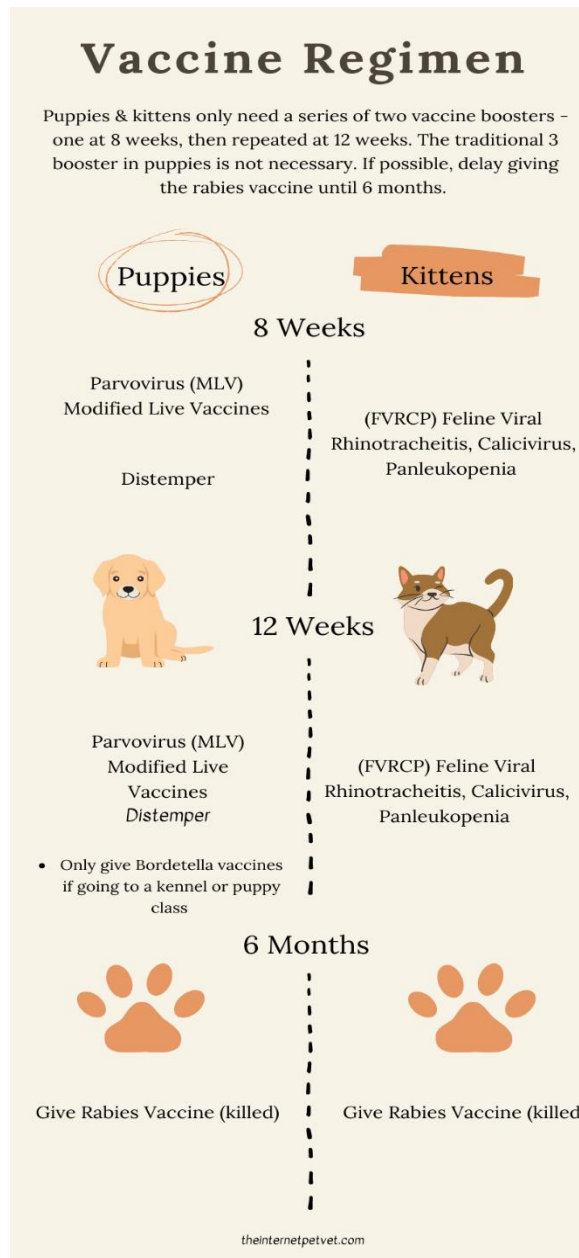 Vaccine Regimen
Puppies & kittens only need a series of two vaccine boosters -
one at 8 weeks, then repeated at 12 weeks. The traditional 3
booster in puppies is not necessary. If possible, delay giving
the rabies vaccine until 6 months.
Puppies
Kittens
8 Weeks
Parvovirus (MLV)
Modified Live Vaccines
Distemper
(FVRCP) Feline Viral
Rhinotracheitis, Calicivirus,
Panleukopenia
12 Weeks
Parvovirus (MLV)
Modified Live
Vaccines
Distemper
• Only give Bordetella vaccines
if going to a kennel or puppy
class
(FVRCP) Feline Viral
Rhinotracheitis, Calicivirus,
Panleukopenia
6 Months
Give Rabies Vaccine (killed)
Give Rabies Vaccine (killed
theinternetpetvet.com